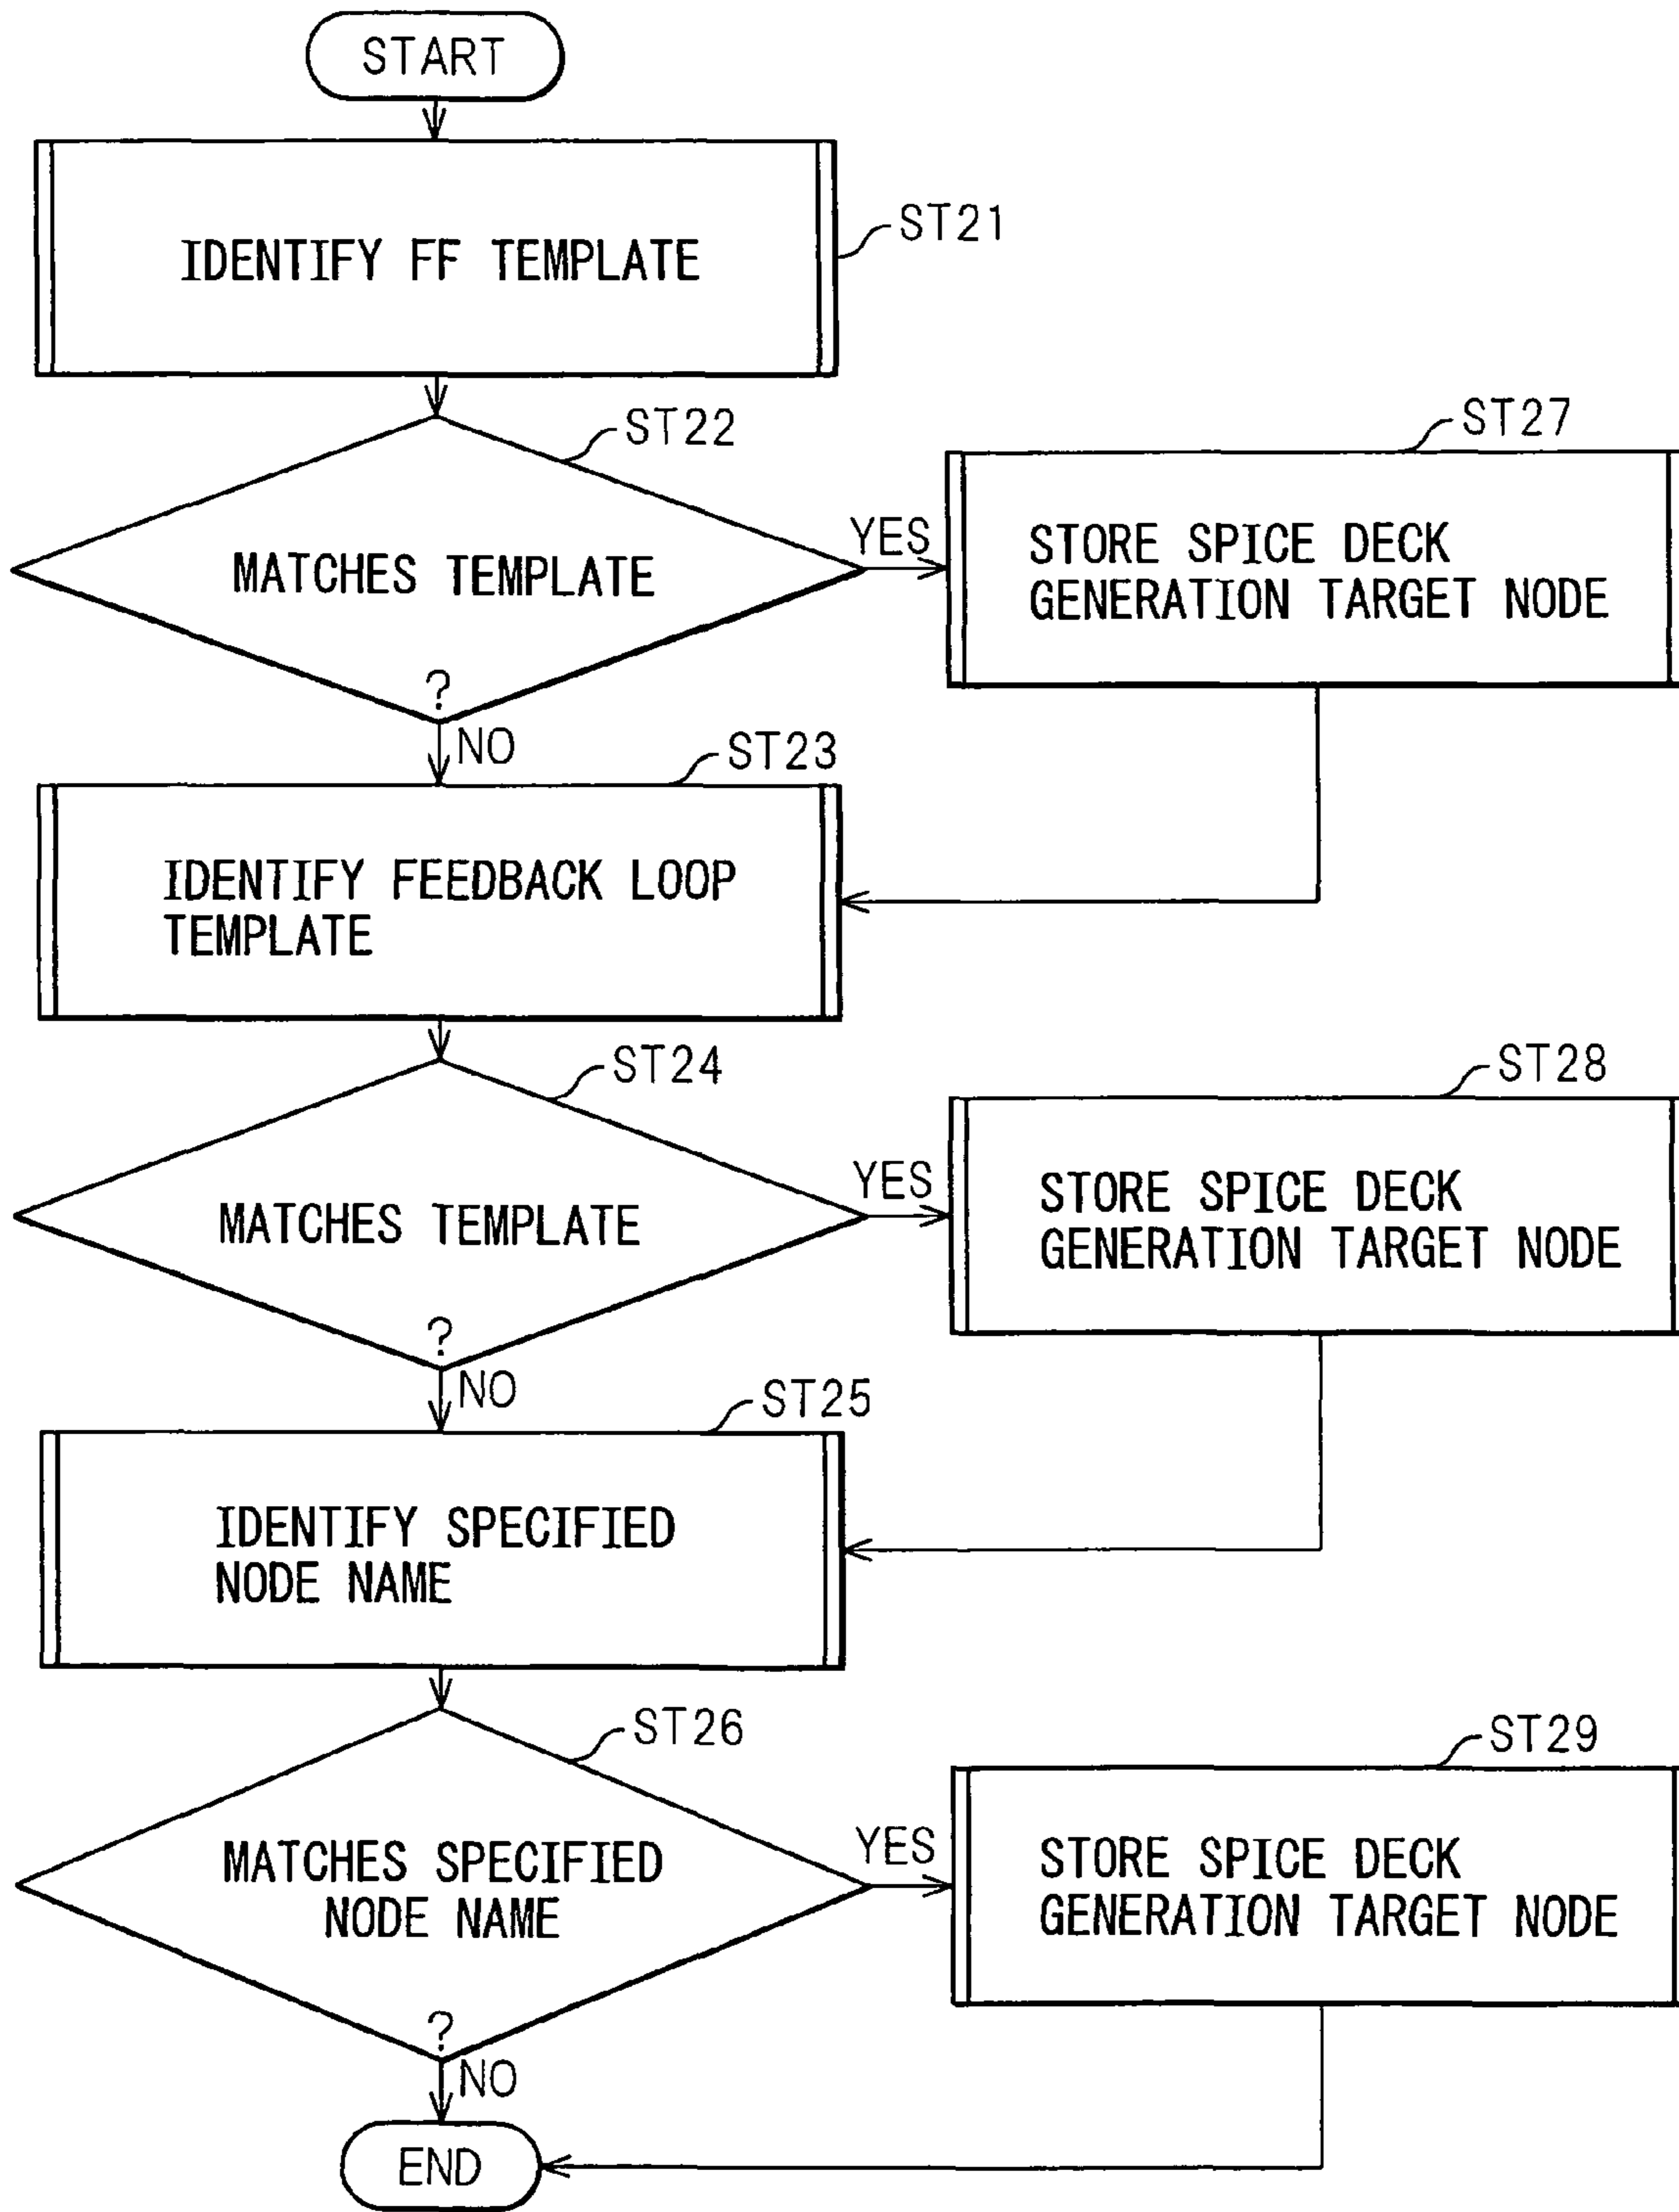 START
IDENTIFY FF TEMPLATE
ST21
ST22
MATCHES TEMPLATE
?
YES
NO
ST27
STORE SPICE DECK
GENERATION TARGET NODE
ST23
IDENTIFY FEEDBACK LOOP
TEMPLATE
ST24
MATCHES TEMPLATE
?
YES
NO
ST28
STORE SPICE DECK
GENERATION TARGET NODE
ST25
IDENTIFY SPECIFIED
NODE NAME
ST26
MATCHES SPECIFIED
NODE NAME
?
YES
NO
ST29
STORE SPICE DECK
GENERATION TARGET NODE
END